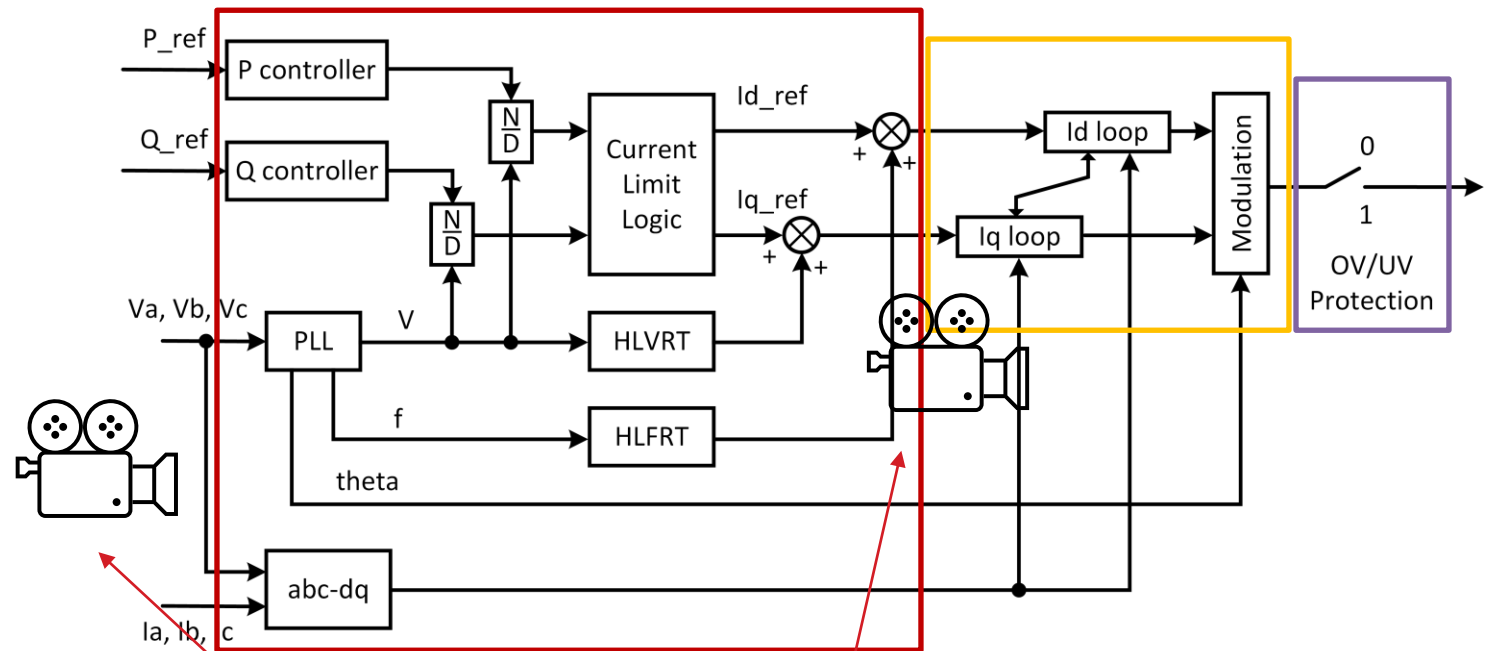 P_ref
P controller
Q_ref
Q controller
N
D
N
D
Current
Limit
Logic
Id_ref
+
+
Iq_ref
+
+
Id loop
Iq loop
Modulation
0
1
OV/UV
Protection
Va, Vb, Vc
PLL
V
HLVRT
f
HLFRT
theta
abc-dq
Ia, Ib, Ic